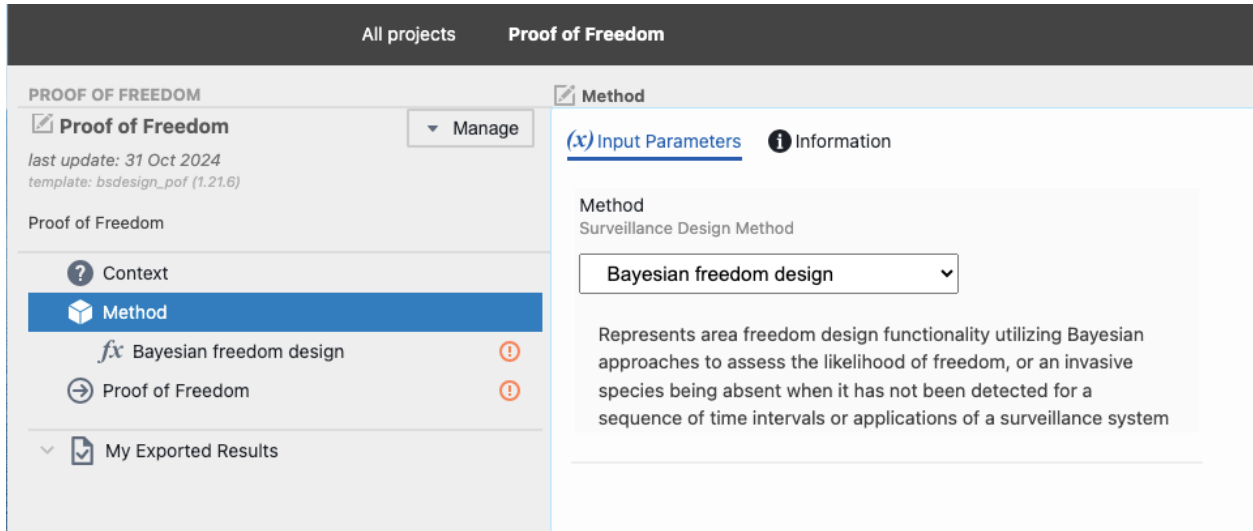 All projects Proof of Freedom
PROOF OF FREEDOM
Proof of Freedom
Manage
last update: 31 Oct 2024
template: bsdesign_pof (1.21.6)
Proof of Freedom
Context
Method
fx Bayesian freedom design
Proof of Freedom
My Exported Results
Method
(x) Input Parameters Information
Method
Surveillance Design Method
Bayesian freedom design
Represents area freedom design functionality utilizing Bayesian
approaches to assess the likelihood of freedom, or an invasive
species being absent when it has not been detected for a
sequence of time intervals or applications of a surveillance system